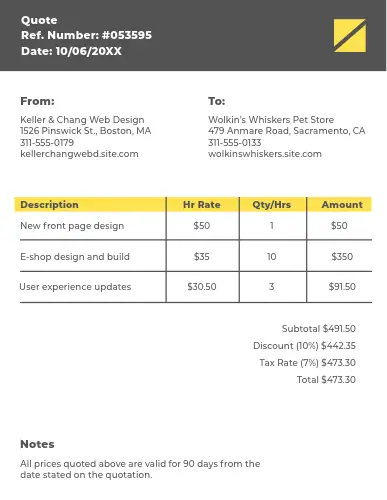 Quote
Ref. Number: #053595
Date: 10/06/20XX
From:
Keller & Chang Web Design
1526 Pinswick St., Boston, MA
311-555-0179
kellerchangwebd.site.com
To:
Wolkin's Whiskers Pet Store
479 Anmare Road, Sacramento, CA
311-555-0133
wolkinswhiskers.site.com
Description Hr Rate Qty/Hrs Amount
New front page design $50 1 $50
E-shop design and build $35 10 $350
User experience updates $30.50 3 $91.50
Subtotal $491.50
Discount (10%) $442.35
Tax Rate (7%) $473.30
Total $473.30
Notes
All prices quoted above are valid for 90 days from the
date stated on the quotation.